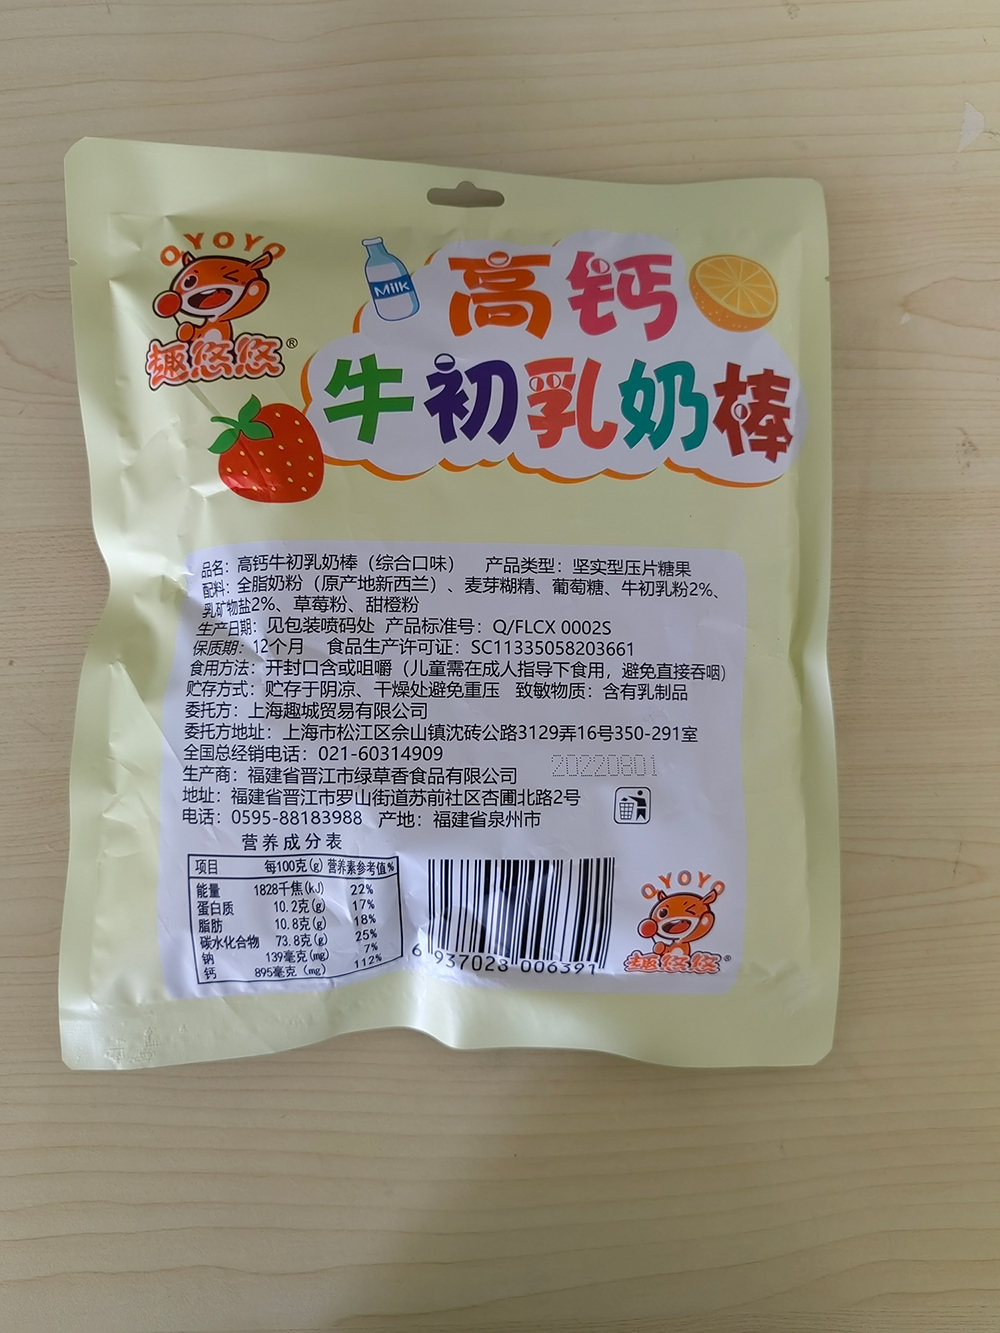 QYOYO
趣悠悠®
MilK
高钙
牛初乳奶棒
品名：高钙牛初乳奶棒（综合口味） 产品类型：坚实型压片糖果
配料：全脂奶粉（原产地新西兰）、麦芽糊精、葡萄糖、牛初乳粉2%、
乳矿物盐2%、草莓粉、甜橙粉
生产日期：见包装喷码处 产品标准号：Q/FLCX 0002S
保质期：12个月 食品生产许可证：SC11335058203661
食用方法：开封口含或咀嚼（儿童需在成人指导下食用，避免直接吞咽）
贮存方式：贮存于阴凉、干燥处避免重压 致敏物质：含有乳制品
委托方：上海趣城贸易有限公司
委托方地址：上海市松江区佘山镇沈砖公路3129弄16号350-291室
全国总经销电话：021-60314909
20220801
生产商：福建省晋江市绿草香食品有限公司
地址：福建省晋江市罗山街道苏前社区杏圃北路2号
电话：0595-88183988 产地：福建省泉州市
营养成分表
项目 每100克(g) 营养素参考值%
能量 1828千焦(kJ) 22%
蛋白质 10.2克(g) 17%
脂肪 10.8克(g) 18%
碳水化合物 73.8克(g) 25%
钠 139毫克(mg) 7%
钙 895毫克(mg) 112%
6 937028 006391
QYOYO
趣悠悠®